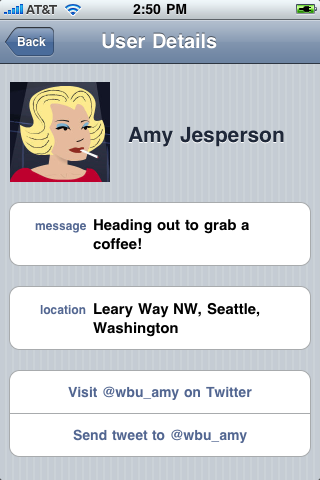 AT&T 2:50 PM
Back User Details
Amy Jesperson
message Heading out to grab a
coffee!
location Leary Way NW, Seattle,
Washington
Visit @wbu_amy on Twitter
Send tweet to @wbu_amy